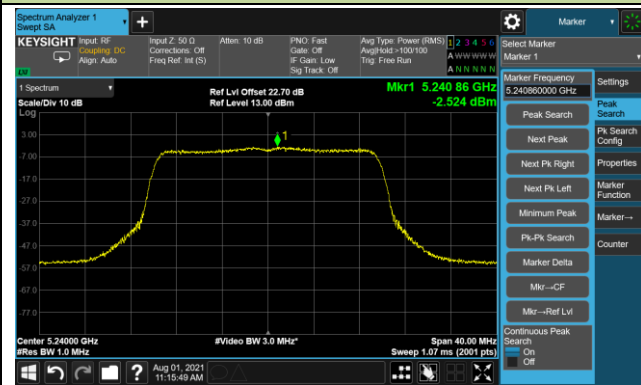 Spectrum Analyzer 1
Swept SA
+
Marker
KEYSIGHT
Input: RF
Coupling: DC
Align: Auto
Input Z: 50 Ω
Corrections: Off
Freq Ref: Int (S)
Atten: 10 dB
PNO: Fast
Gate: Off
IF Gain: Low
Sig Track: Off
Avg Type: Power (RMS)
Avg|Hold:>100/100
Trig: Free Run
1 2 3 4 5 6
A W W W W W
A N N N N N
LXI
Select Marker
Marker 1
Marker Frequency
5.240860000 GHz
Peak Search
Next Peak
Next Pk Right
Next Pk Left
Minimum Peak
Pk-Pk Search
Marker Delta
Mkr→CF
Mkr→Ref Lvl
Continuous Peak
Search
On
Off
Settings
Peak
Search
Pk Search
Config
Properties
Marker
Function
Marker→
Counter
1 Spectrum
Scale/Div 10 dB
Log
Ref Lvl Offset 22.70 dB
Ref Level 13.00 dBm
Mkr1 5.240 86 GHz
-2.524 dBm
1
3.00
-7.00
-17.0
-27.0
-37.0
-47.0
-57.0
-67.0
-77.0
Center 5.24000 GHz
#Res BW 1.0 MHz
#Video BW 3.0 MHz*
Span 40.00 MHz
Sweep 1.07 ms (2001 pts)
?
Aug 01, 2021
11:15:49 AM